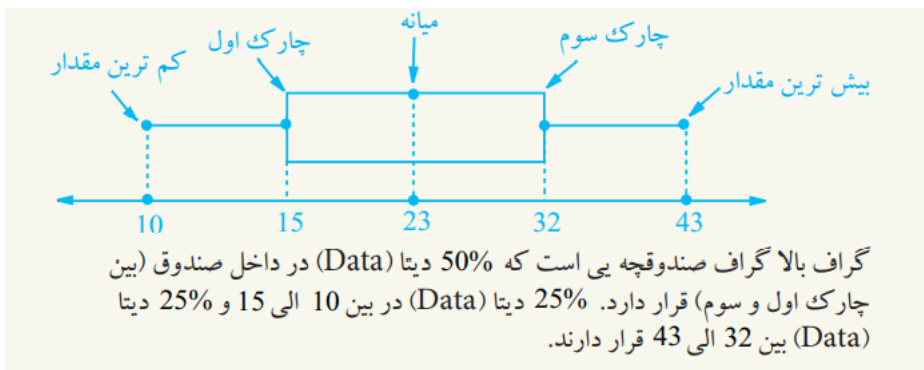 میانه
چارک اول
چارک سوم
کم ترین مقدار
بیش ترین مقدار
10 15 23 32 43
گراف بالا گراف صندوقچه یی است که 50% دیتا (Data) در داخل صندوق (بین
چارک اول و سوم) قرار دارد. 25% دیتا (Data) در بین 10 الی 15 و 25% دیتا
(Data) بین 32 الی 43 قرار دارند.